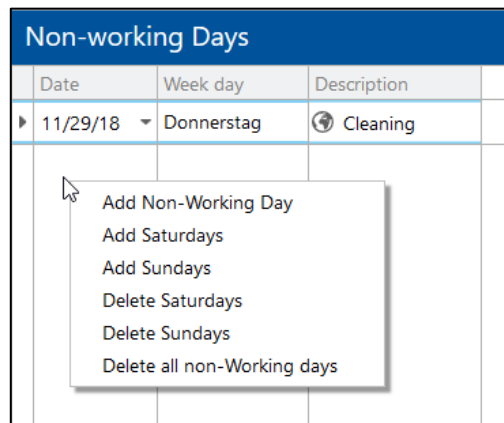 Non-working Days
Date Week day Description
11/29/18 Donnerstag Cleaning
Add Non-Working Day
Add Saturdays
Add Sundays
Delete Saturdays
Delete Sundays
Delete all non-Working days